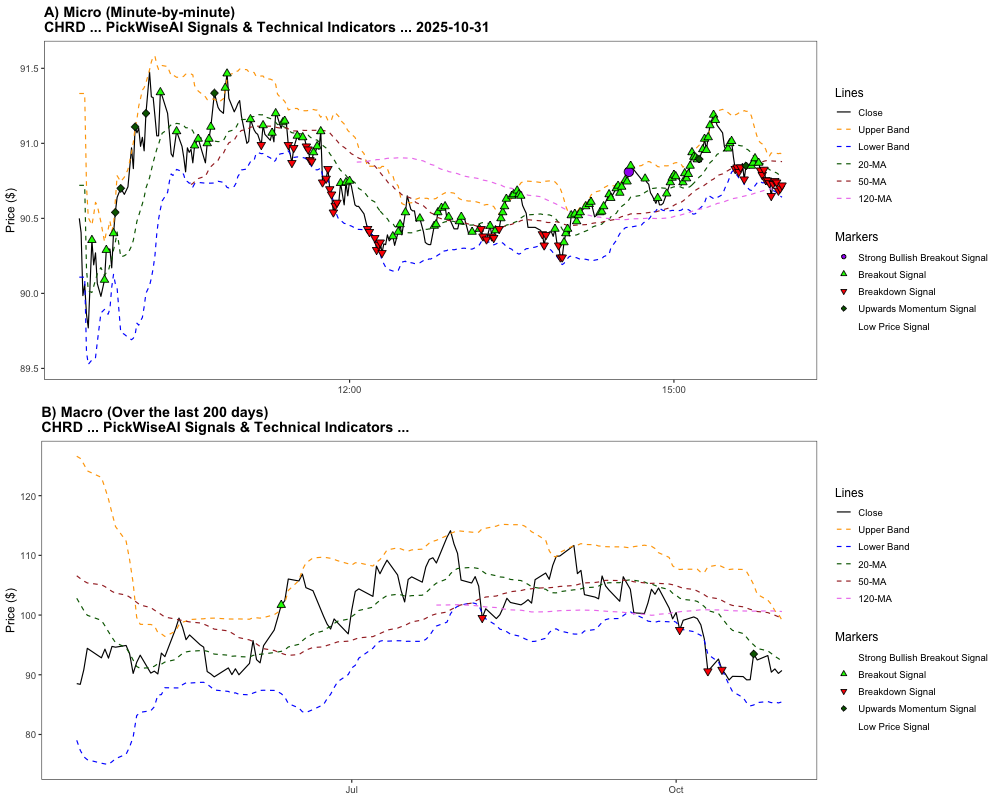 A) Micro (Minute-by-minute)
CHRD ... PickWiseAI Signals & Technical Indicators ... 2025-10-31
Price ($)
91.5
91.0
90.5
90.0
89.5
12:00
15:00
Lines
Close
Upper Band
Lower Band
20-MA
50-MA
120-MA
Markers
Strong Bullish Breakout Signal
Breakout Signal
Breakdown Signal
Upwards Momentum Signal
Low Price Signal
B) Macro (Over the last 200 days)
CHRD ... PickWiseAI Signals & Technical Indicators ...
Price ($)
120
110
100
90
80
Jul
Oct
Lines
Close
Upper Band
Lower Band
20-MA
50-MA
120-MA
Markers
Strong Bullish Breakout Signal
Breakout Signal
Breakdown Signal
Upwards Momentum Signal
Low Price Signal